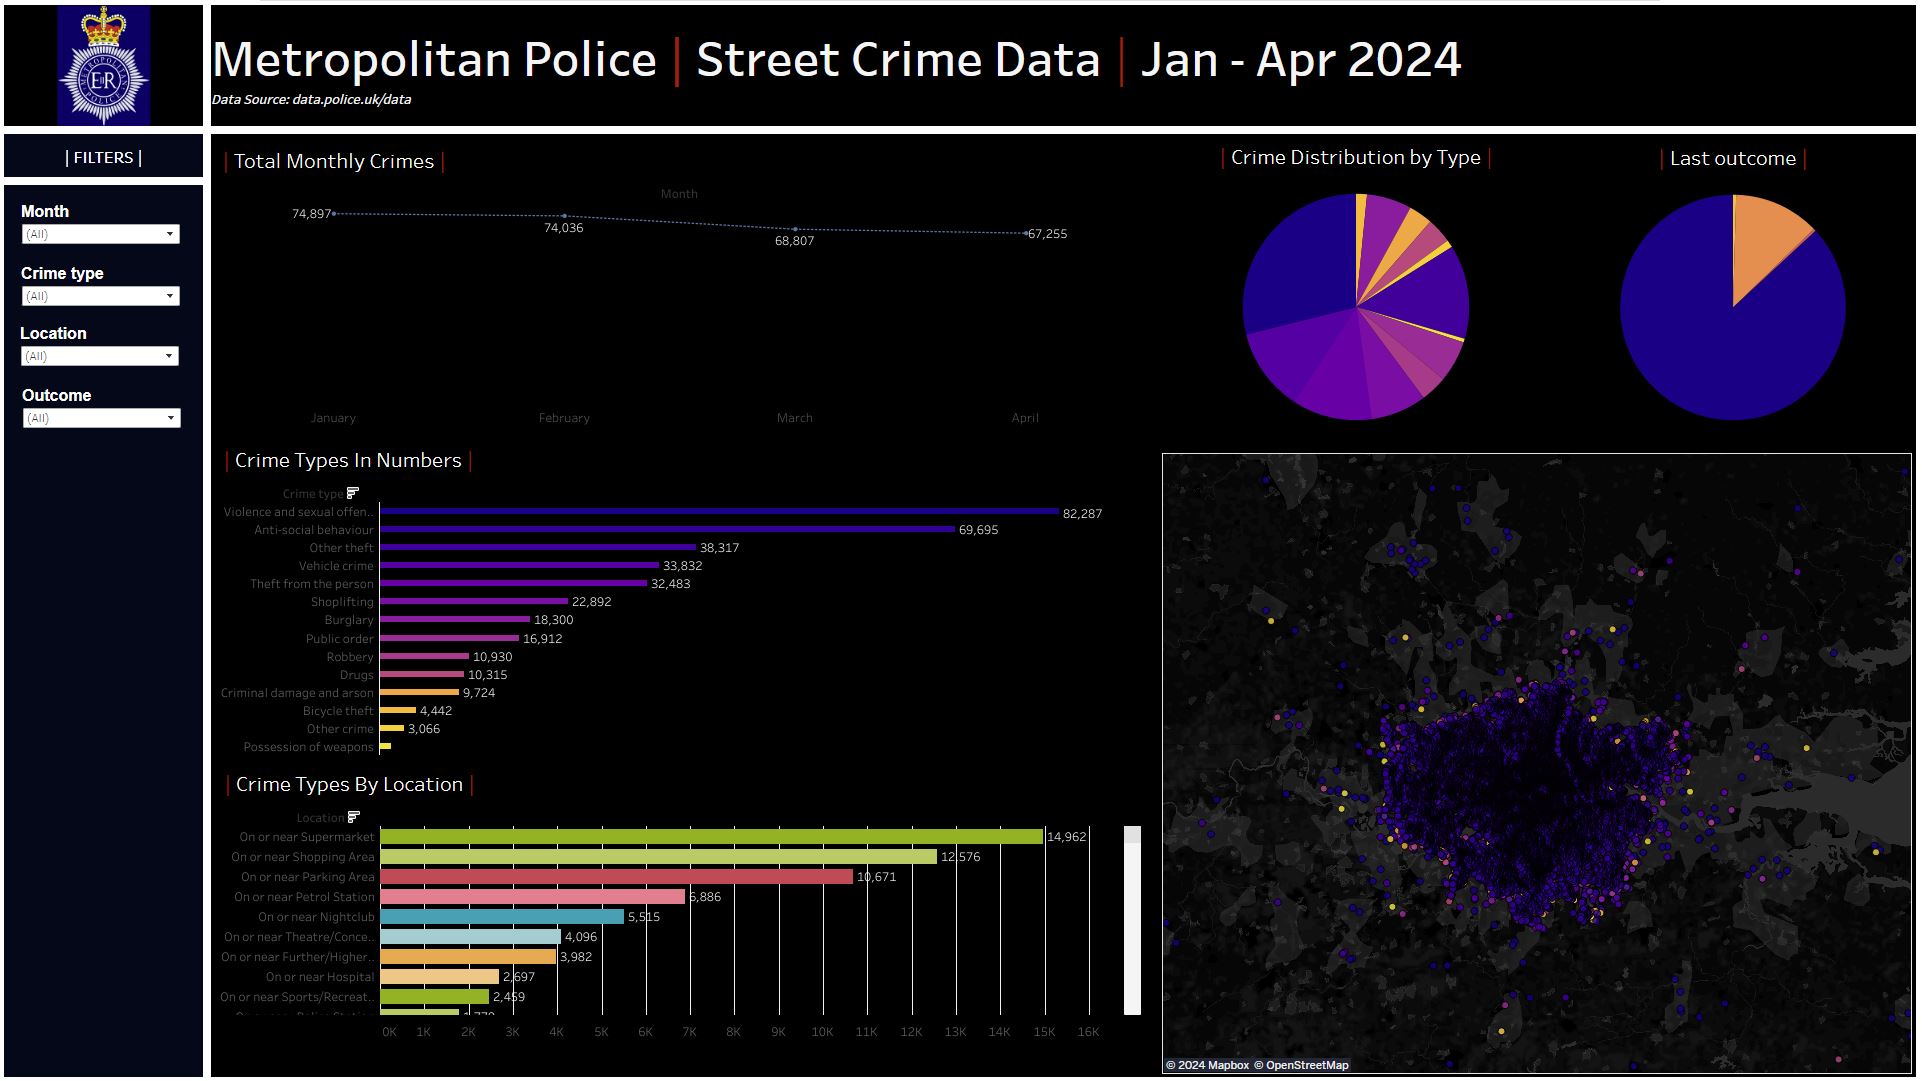 METROPOLITAN POLICE
EIIR
Metropolitan Police | Street Crime Data | Jan - Apr 2024
Data Source: data.police.uk/data
| FILTERS |
Month
(All)
Crime type
(All)
Location
(All)
Outcome
(All)
| Total Monthly Crimes |
Month
74,897
74,036
68,807
67,255
January February March April
| Crime Distribution by Type |
| Last outcome |
| Crime Types In Numbers |
Crime type
Violence and sexual offen.. 82,287
Anti-social behaviour 69,695
Other theft 38,317
Vehicle crime 33,832
Theft from the person 32,483
Shoplifting 22,892
Burglary 18,300
Public order 16,912
Robbery 10,930
Drugs 10,315
Criminal damage and arson 9,724
Bicycle theft 4,442
Other crime 3,066
Possession of weapons
| Crime Types By Location |
Location
On or near Supermarket 14,962
On or near Shopping Area 12,576
On or near Parking Area 10,671
On or near Petrol Station 6,886
On or near Nightclub 5,515
On or near Theatre/Conce.. 4,096
On or near Further/Higher.. 3,982
On or near Hospital 2,697
On or near Sports/Recreat.. 2,459
0K 1K 2K 3K 4K 5K 6K 7K 8K 9K 10K 11K 12K 13K 14K 15K 16K
© 2024 Mapbox © OpenStreetMap